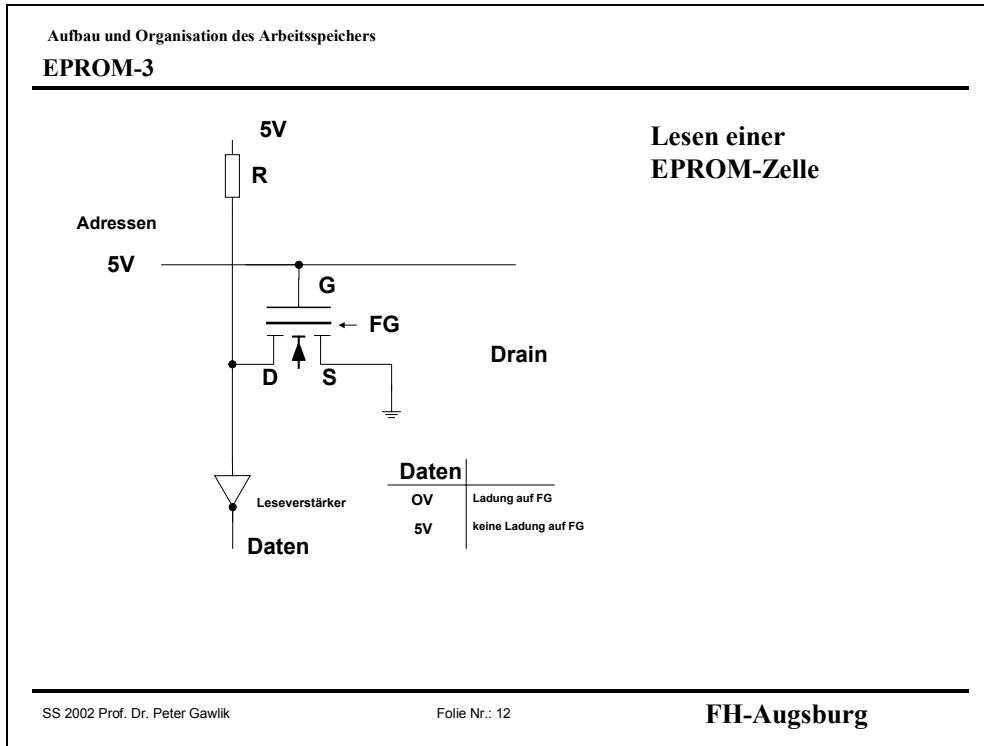 Aufbau und Organisation des Arbeitsspeichers
EPROM-3
Lesen einer
EPROM-Zelle
5V
R
Adressen
5V
G
FG
Drain
D S
Leseverstärker
Daten
Daten
OV Ladung auf FG
5V keine Ladung auf FG
SS 2002 Prof. Dr. Peter Gawlik Folie Nr.: 12 FH-Augsburg